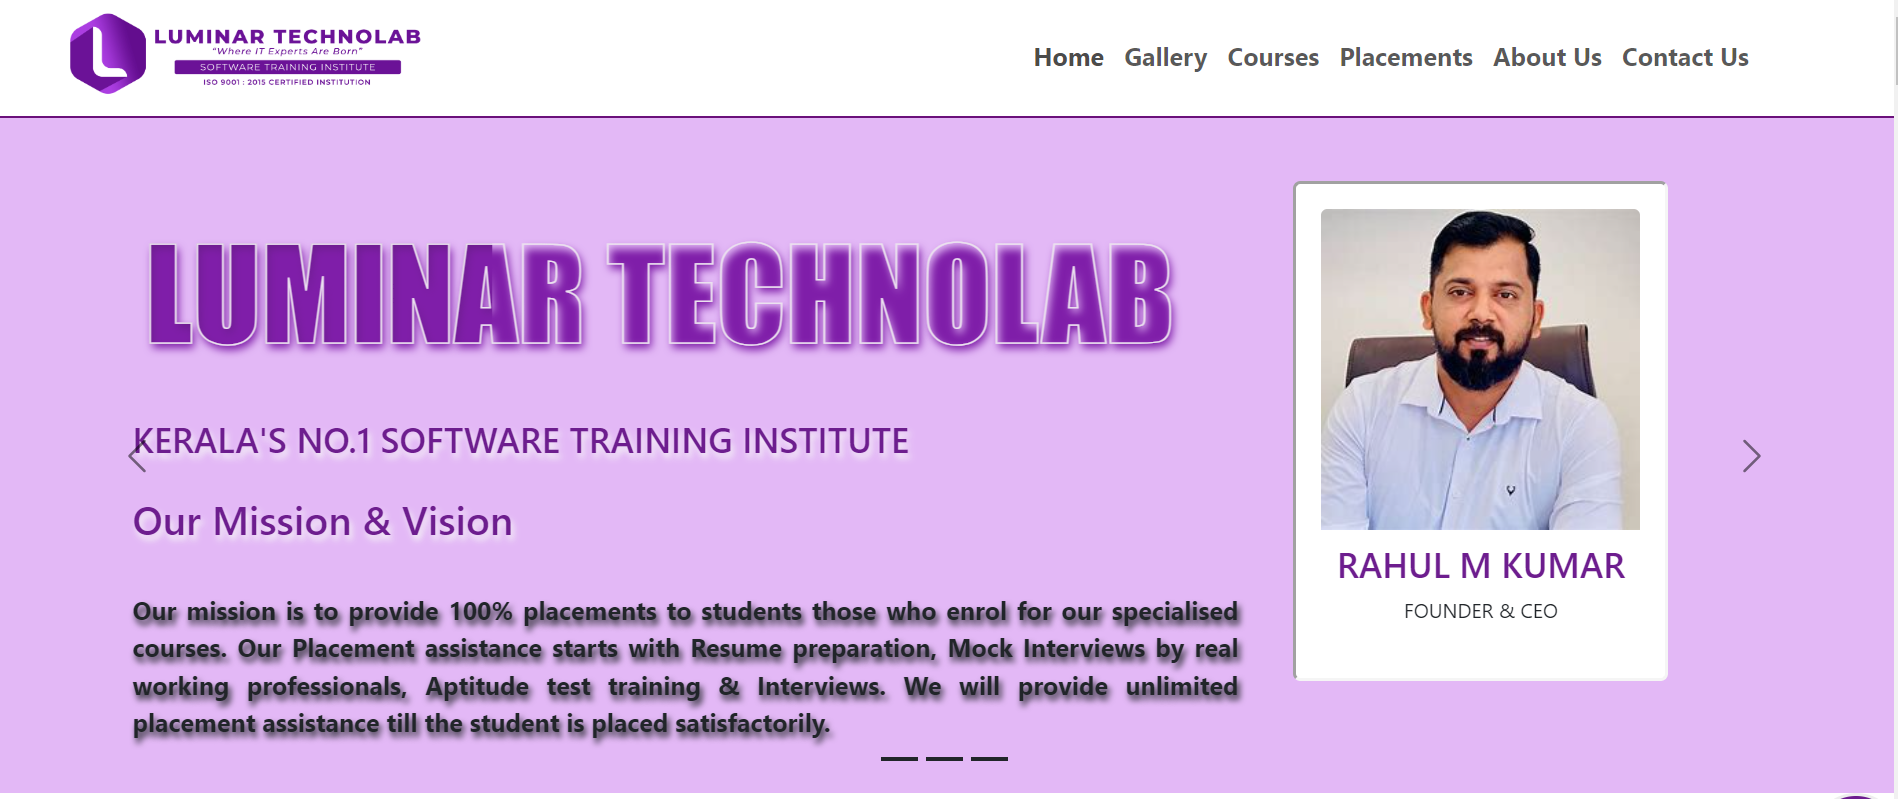 LUMINAR TECHNOLAB
"Where IT Experts Are Born"
SOFTWARE TRAINING INSTITUTE
ISO 9001 : 2015 CERTIFIED INSTITUTION
Home Gallery Courses Placements About Us Contact Us
LUMINAR TECHNOLAB
KERALA'S NO.1 SOFTWARE TRAINING INSTITUTE
Our Mission & Vision
Our mission is to provide 100% placements to students those who enrol for our specialised
courses. Our Placement assistance starts with Resume preparation, Mock Interviews by real
working professionals, Aptitude test training & Interviews. We will provide unlimited
placement assistance till the student is placed satisfactorily.
RAHUL M KUMAR
FOUNDER & CEO